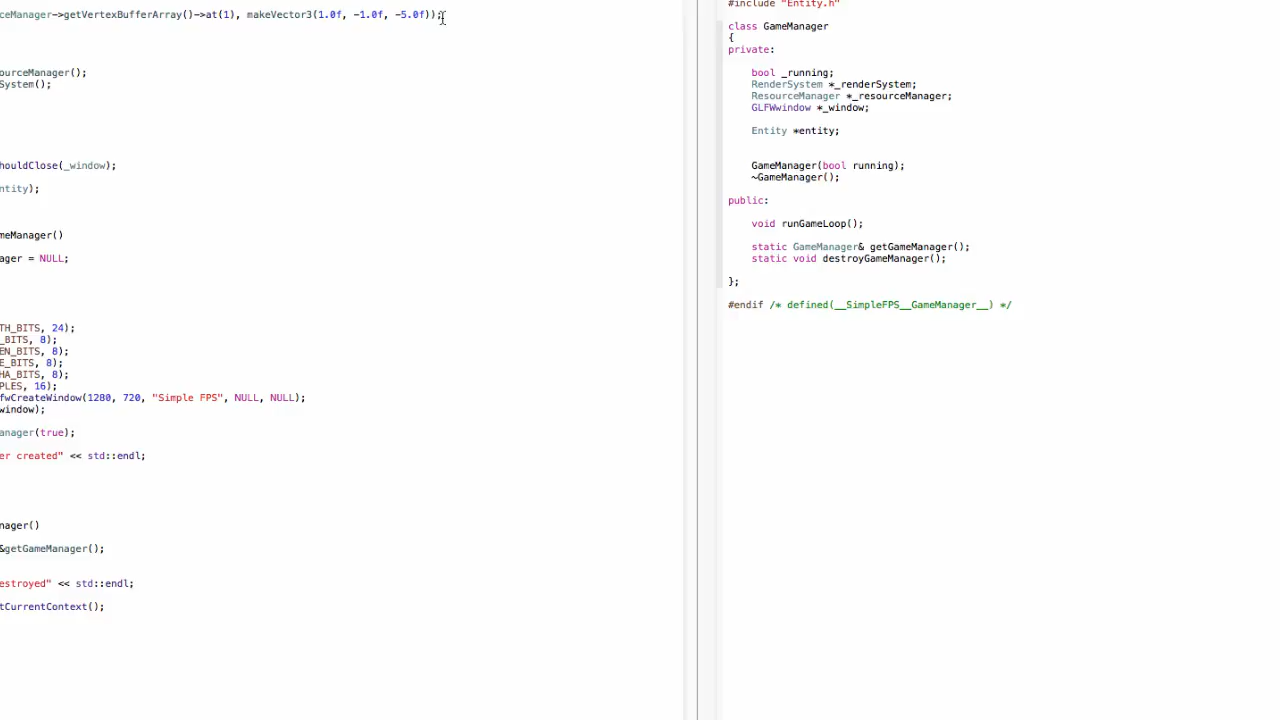 ceManager->getVertexBufferArray()->at(1), makeVector3(1.0f, -1.0f, -5.0f));
ourceManager();
System();
houldClose(_window);
ntity);
meManager()
ager = NULL;
TH_BITS, 24);
_BITS, 8);
EN_BITS, 8);
E_BITS, 8);
HA_BITS, 8);
PLES, 16);
fwCreateWindow(1280, 720, "Simple FPS", NULL, NULL);
window);
anager(true);
er created" << std::endl;
nager()
&getGameManager();
estroyed" << std::endl;
tCurrentContext();
#include "Entity.h"
class GameManager
{
private:
bool _running;
RenderSystem *_renderSystem;
ResourceManager *_resourceManager;
GLFWwindow *_window;
Entity *entity;
GameManager(bool running);
~GameManager();
public:
void runGameLoop();
static GameManager& getGameManager();
static void destroyGameManager();
};
#endif /* defined(__SimpleFPS__GameManager__) */